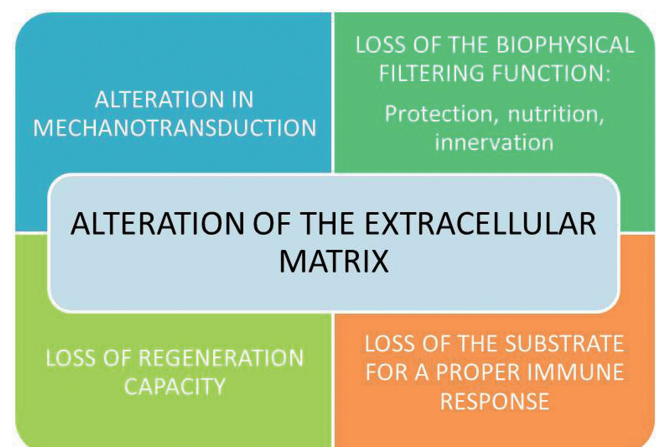 ALTERATION IN
MECHANOTRANSDUCTION
LOSS OF THE BIOPHYSICAL
FILTERING FUNCTION:
Protection, nutrition,
innervation
ALTERATION OF THE EXTRACELLULAR
MATRIX
LOSS OF REGENERATION
CAPACITY
LOSS OF THE SUBSTRATE
FOR A PROPER IMMUNE
RESPONSE